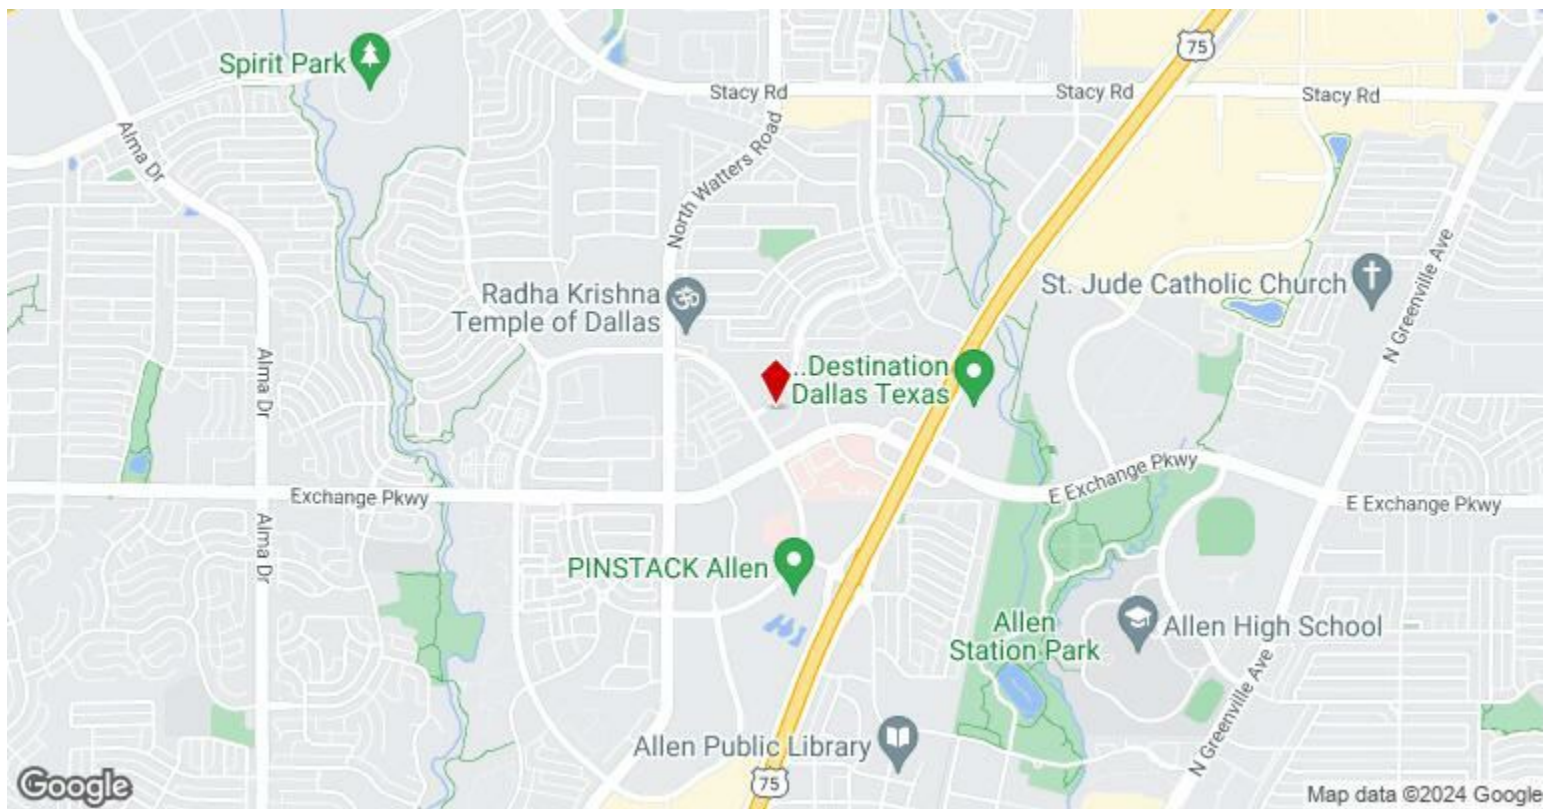 75
Spirit Park
Stacy Rd
Stacy Rd
Stacy Rd
Alma Dr
North Watters Road
Radha Krishna
Temple of Dallas
St. Jude Catholic Church
N Greenville Ave
Alma Dr
..Destination
Dallas Texas
E Exchange Pkwy
Exchange Pkwy
E Exchange Pkwy
Alma Dr
PINSTACK Allen
Allen
Station Park
Allen High School
N Greenville Ave
Allen Public Library
75
Google
Map data ©2024 Google